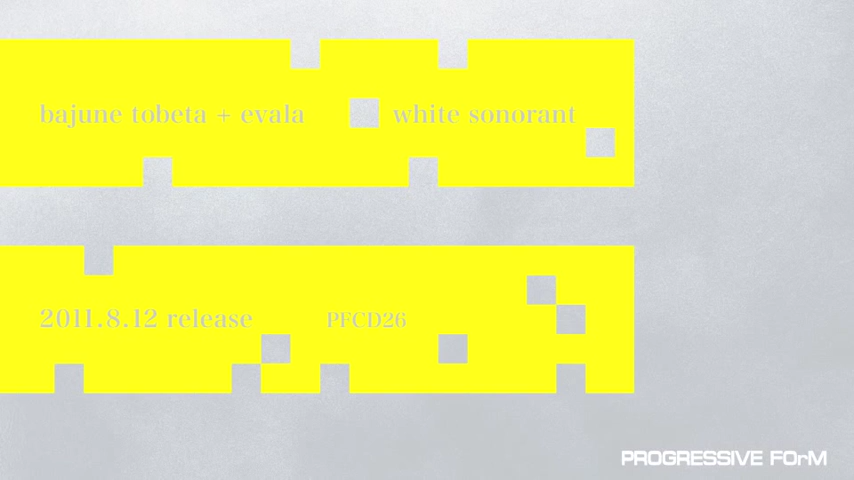 bajune tobeta + evala white sonorant
2011.8.12 release PFCD26
PROGRESSIVE FOrM